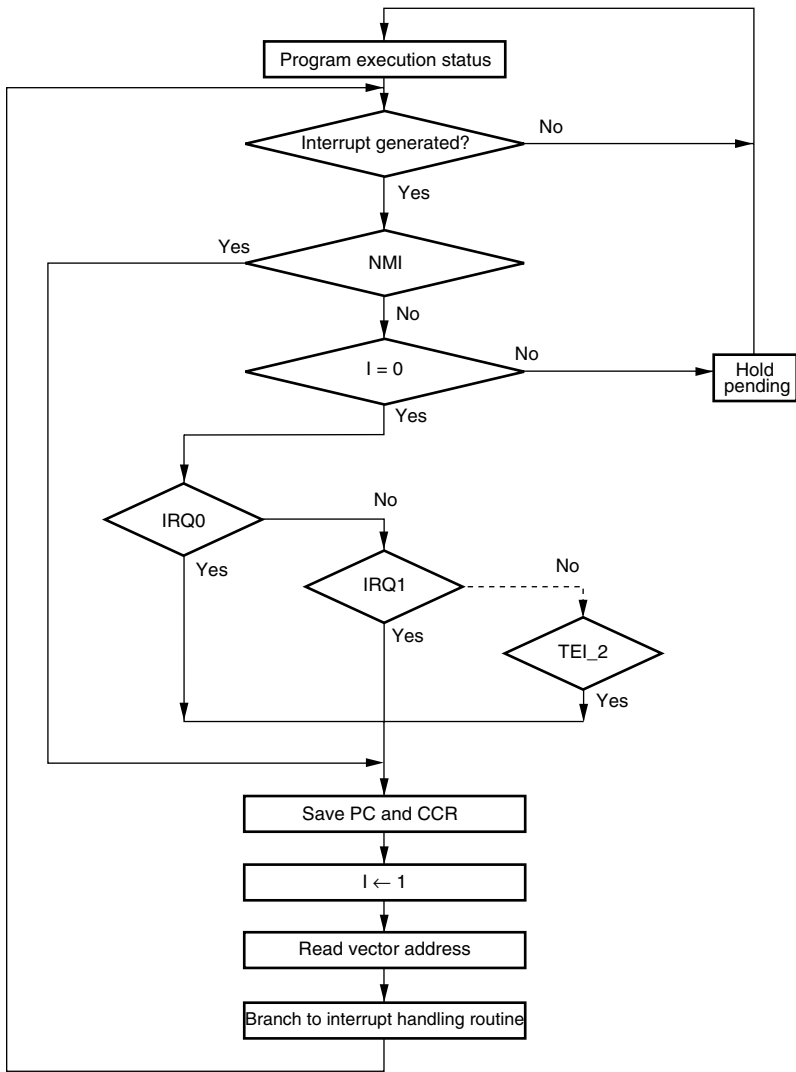 Program execution status
Interrupt generated?
No
Yes
Yes
NMI
No
I = 0
No
Hold
pending
Yes
IRQ0
No
Yes
IRQ1
No
Yes
TEI_2
Yes
Save PC and CCR
I ← 1
Read vector address
Branch to interrupt handling routine